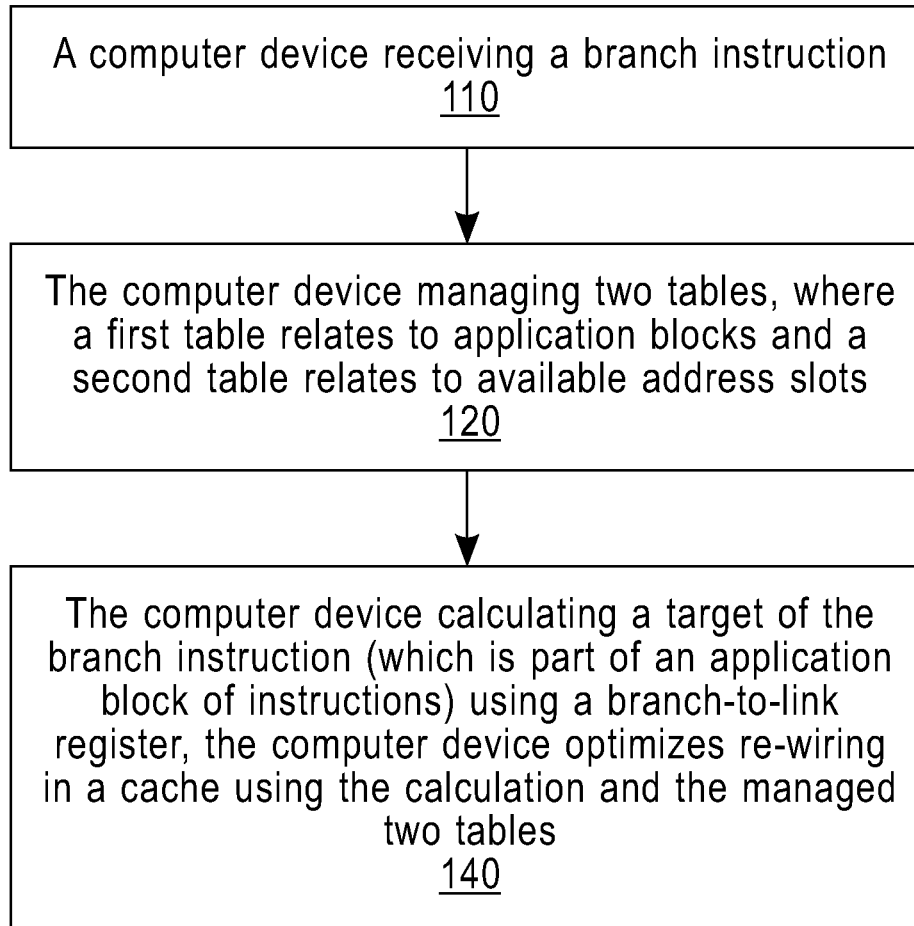 A computer device receiving a branch instruction
110
The computer device managing two tables, where
a first table relates to application blocks and a
second table relates to available address slots
120
The computer device calculating a target of the
branch instruction (which is part of an application
block of instructions) using a branch-to-link
register, the computer device optimizes re-wiring
in a cache using the calculation and the managed
two tables
140